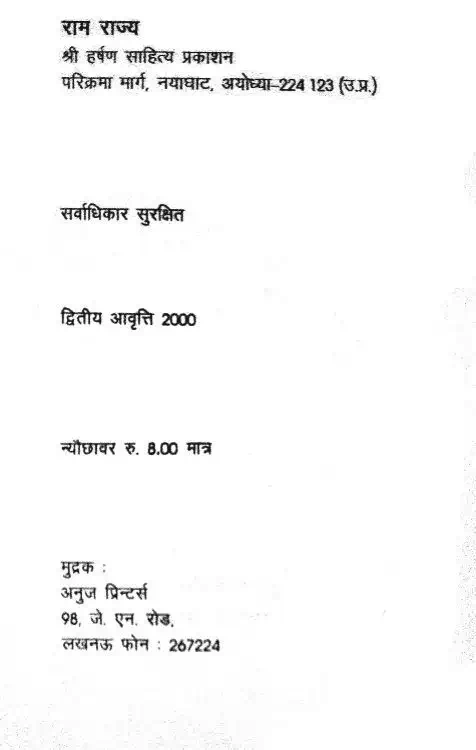 राम राज्य
श्री हर्षण साहित्य प्रकाशन
परिक्रमा मार्ग, नयाघाट, अयोध्या-224 123 (उ.प्र.)
सर्वाधिकार सुरक्षित
द्वितीय आवृत्ति 2000
न्यौछावर रु. 8.00 मात्र
मुद्रक :
अनुज प्रिन्टर्स
98, जे. एन. रोड,
लखनऊ फोन : 267224